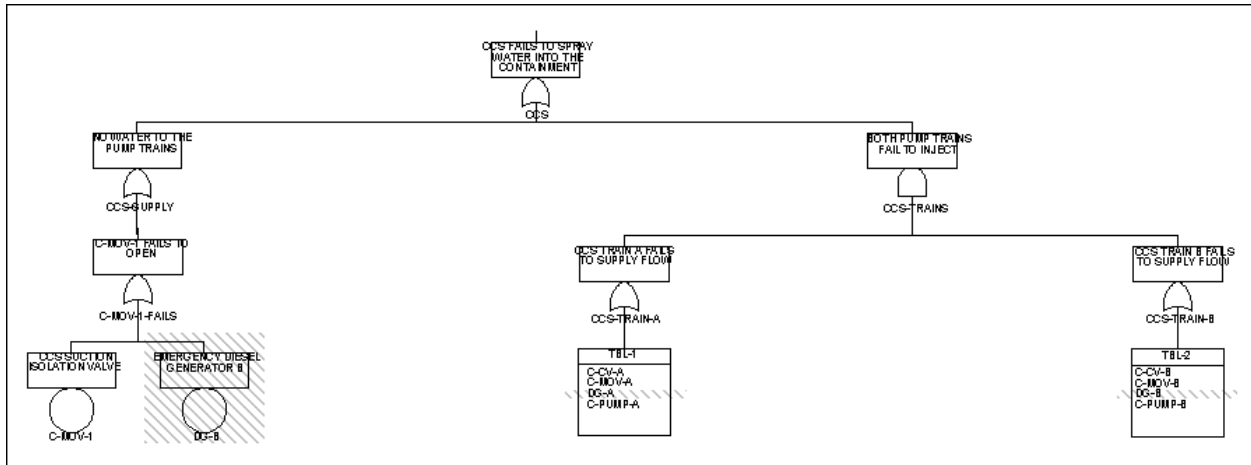 CCS FAILS TO SPRAY
WATER INTO THE
CONTAINMENT
CCS
NO WATER TO THE
PUMP TRAINS
CCS-SUPPLY
BOTH PUMP TRAINS
FAIL TO INJECT
CCS-TRAINS
C-MOV-1 FAILS TO
OPEN
C-MOV-1-FAILS
CCS TRAIN A FAILS
TO SUPPLY FLOW
CCS-TRAIN-A
CCS TRAIN B FAILS
TO SUPPLY FLOW
CCS-TRAIN-B
CCS SUCTION
ISOLATION VALVE
C-MOV-1
EMERGENCY DIESEL
GENERATOR B
DG-B
TBL-1
C-CV-A
C-MOV-A
DG-A
C-PUMP-A
TBL-2
C-CV-B
C-MOV-B
DG-B
C-PUMP-B